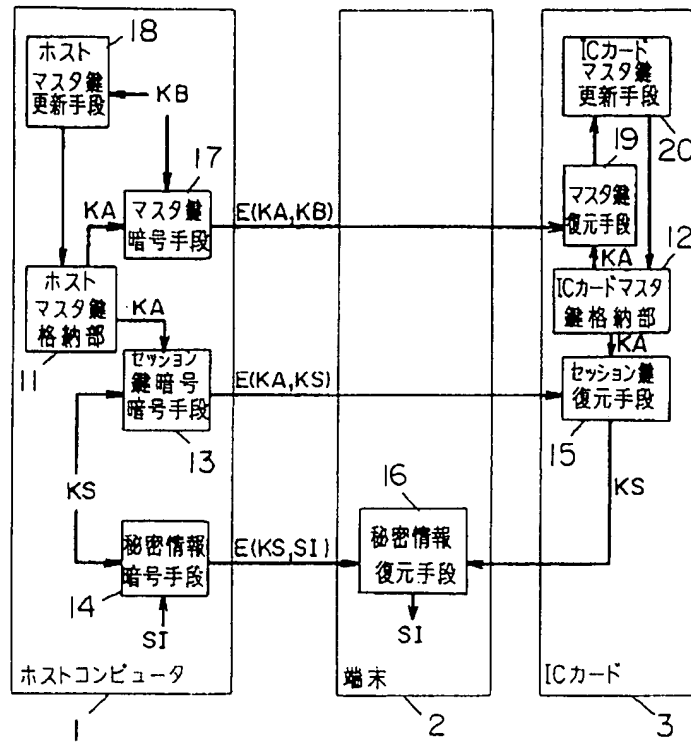 18
ホスト
マスタ鍵
更新手段
KB
17
KA
マスタ鍵
暗号手段
E(KA,KB)
ホスト
マスタ鍵
格納部
11
KA
セッション
鍵暗号
暗号手段
13
E(KA,KS)
KS
秘密情報
暗号手段
14
SI
E(KS,SI)
ホストコンピュータ
1
16
秘密情報
復元手段
SI
端末
2
ICカード
マスタ鍵
更新手段
20
19
マスタ鍵
復元手段
KA
12
ICカードマスタ
鍵格納部
KA
セッション鍵
復元手段
15
KS
ICカード
3